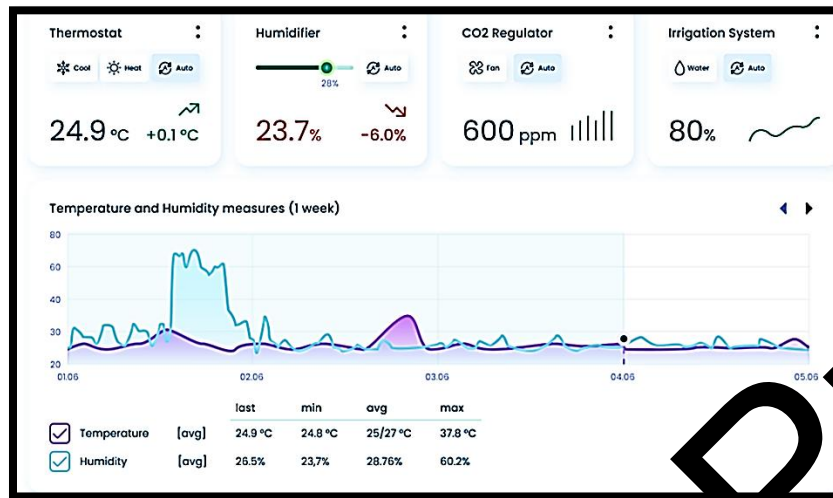 Thermostat
Humidifier
CO2 Regulator
Irrigation System
Cool Heat Auto
28% Auto
Fan Auto
Water Auto
24.9 °C +0.1 °C
23.7% -6.0%
600 ppm
80%
Temperature and Humidity measures (1 week)
80
60
40
30
20
01.06 02.06 03.06 04.06 05.06
last min avg max
Temperature [avg] 24.9 °C 24.8 °C 25/27 °C 37.8 °C
Humidity [avg] 26.5% 23,7% 28.76% 60.2%